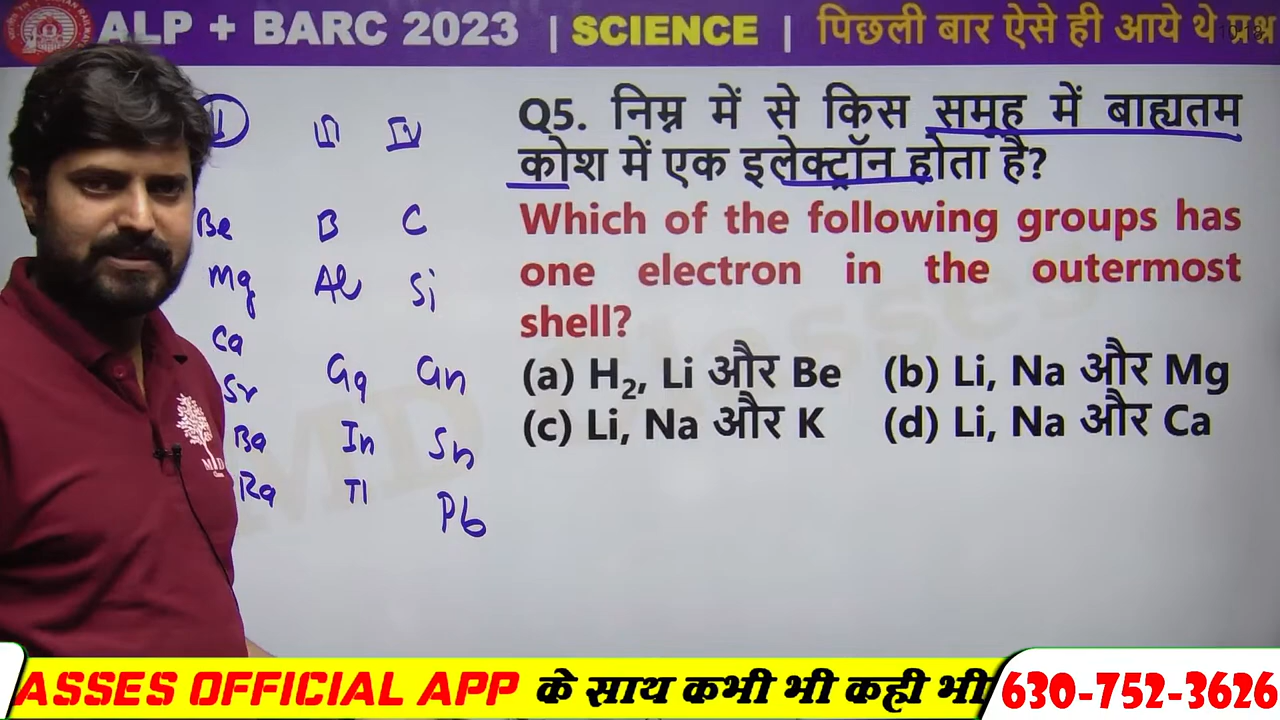 ALP + BARC 2023 | SCIENCE | पिछली बार ऐसे ही आये थे प्रश्न
II III IV
Be B C
Mg Al Si
Ca
Sr Ga Gn
Ba In Sn
Ra Tl Pb
Q5. निम्न में से किस समूह में बाह्यतम
कोश में एक इलेक्ट्रॉन होता है?
Which of the following groups has
one electron in the outermost
shell?
(a) H₂, Li और Be (b) Li, Na और Mg
(c) Li, Na और K (d) Li, Na और Ca
ASSES OFFICIAL APP के साथ कभी भी कही भी 630-752-3626